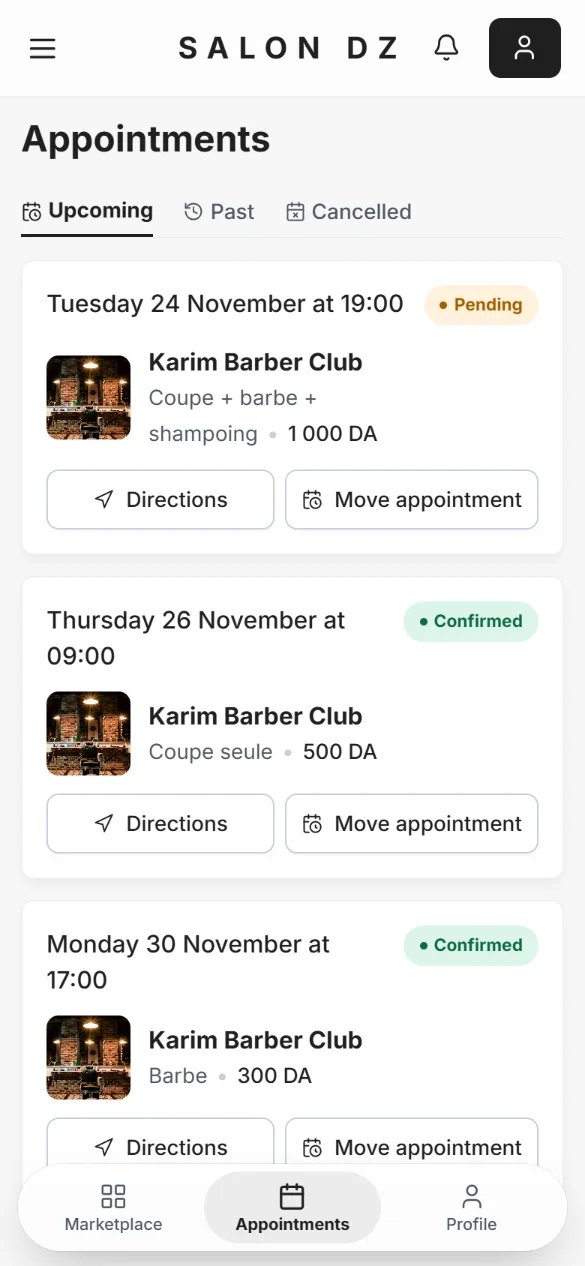 SALON DZ
Appointments
Upcoming Past Cancelled
Tuesday 24 November at 19:00 Pending
Karim Barber Club
Coupe + barbe +
shampoing • 1 000 DA
Directions Move appointment
Thursday 26 November at Confirmed
09:00
Karim Barber Club
Coupe seule • 500 DA
Directions Move appointment
Monday 30 November at Confirmed
17:00
Karim Barber Club
Barbe • 300 DA
Directions Move appointment
Marketplace Appointments Profile